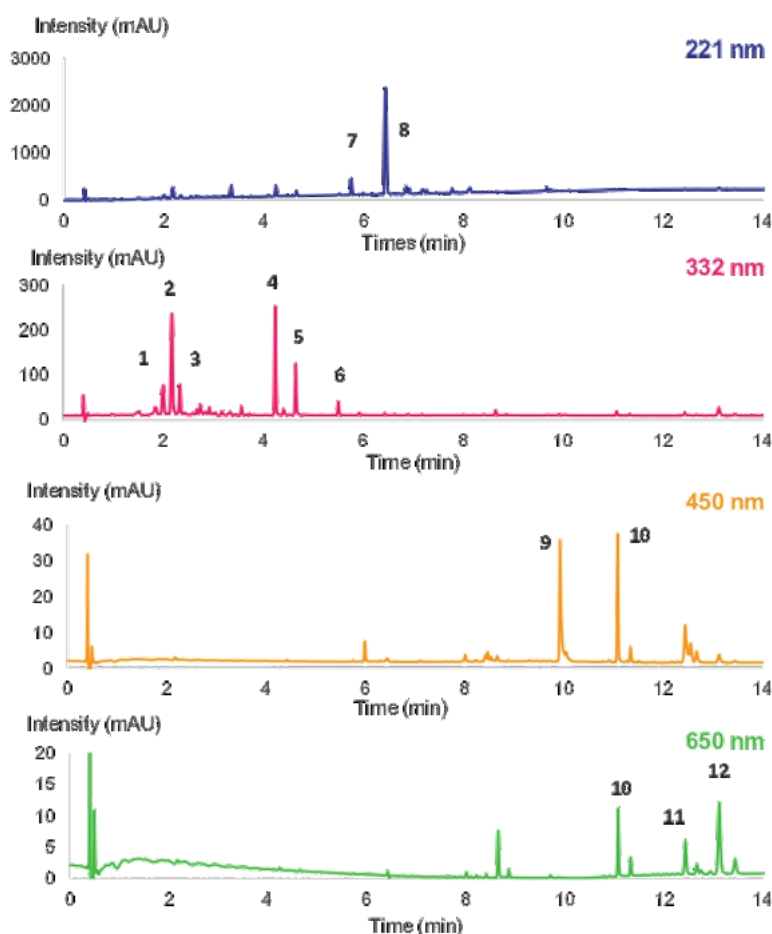 Intensity (mAU)
221 nm
3000
2000
1000
0
7
8
0 2 4 6 8 10 12 14
Times (min)
Intensity (mAU)
332 nm
300
200
100
0
1
2
3
4
5
6
0 2 4 6 8 10 12 14
Time (min)
Intensity (mAU)
450 nm
40
30
20
10
0
9
10
0 2 4 6 8 10 12 14
Time (min)
Intensity (mAU)
650 nm
20
15
10
5
0
10
11
12
0 2 4 6 8 10 12 14
Time (min)